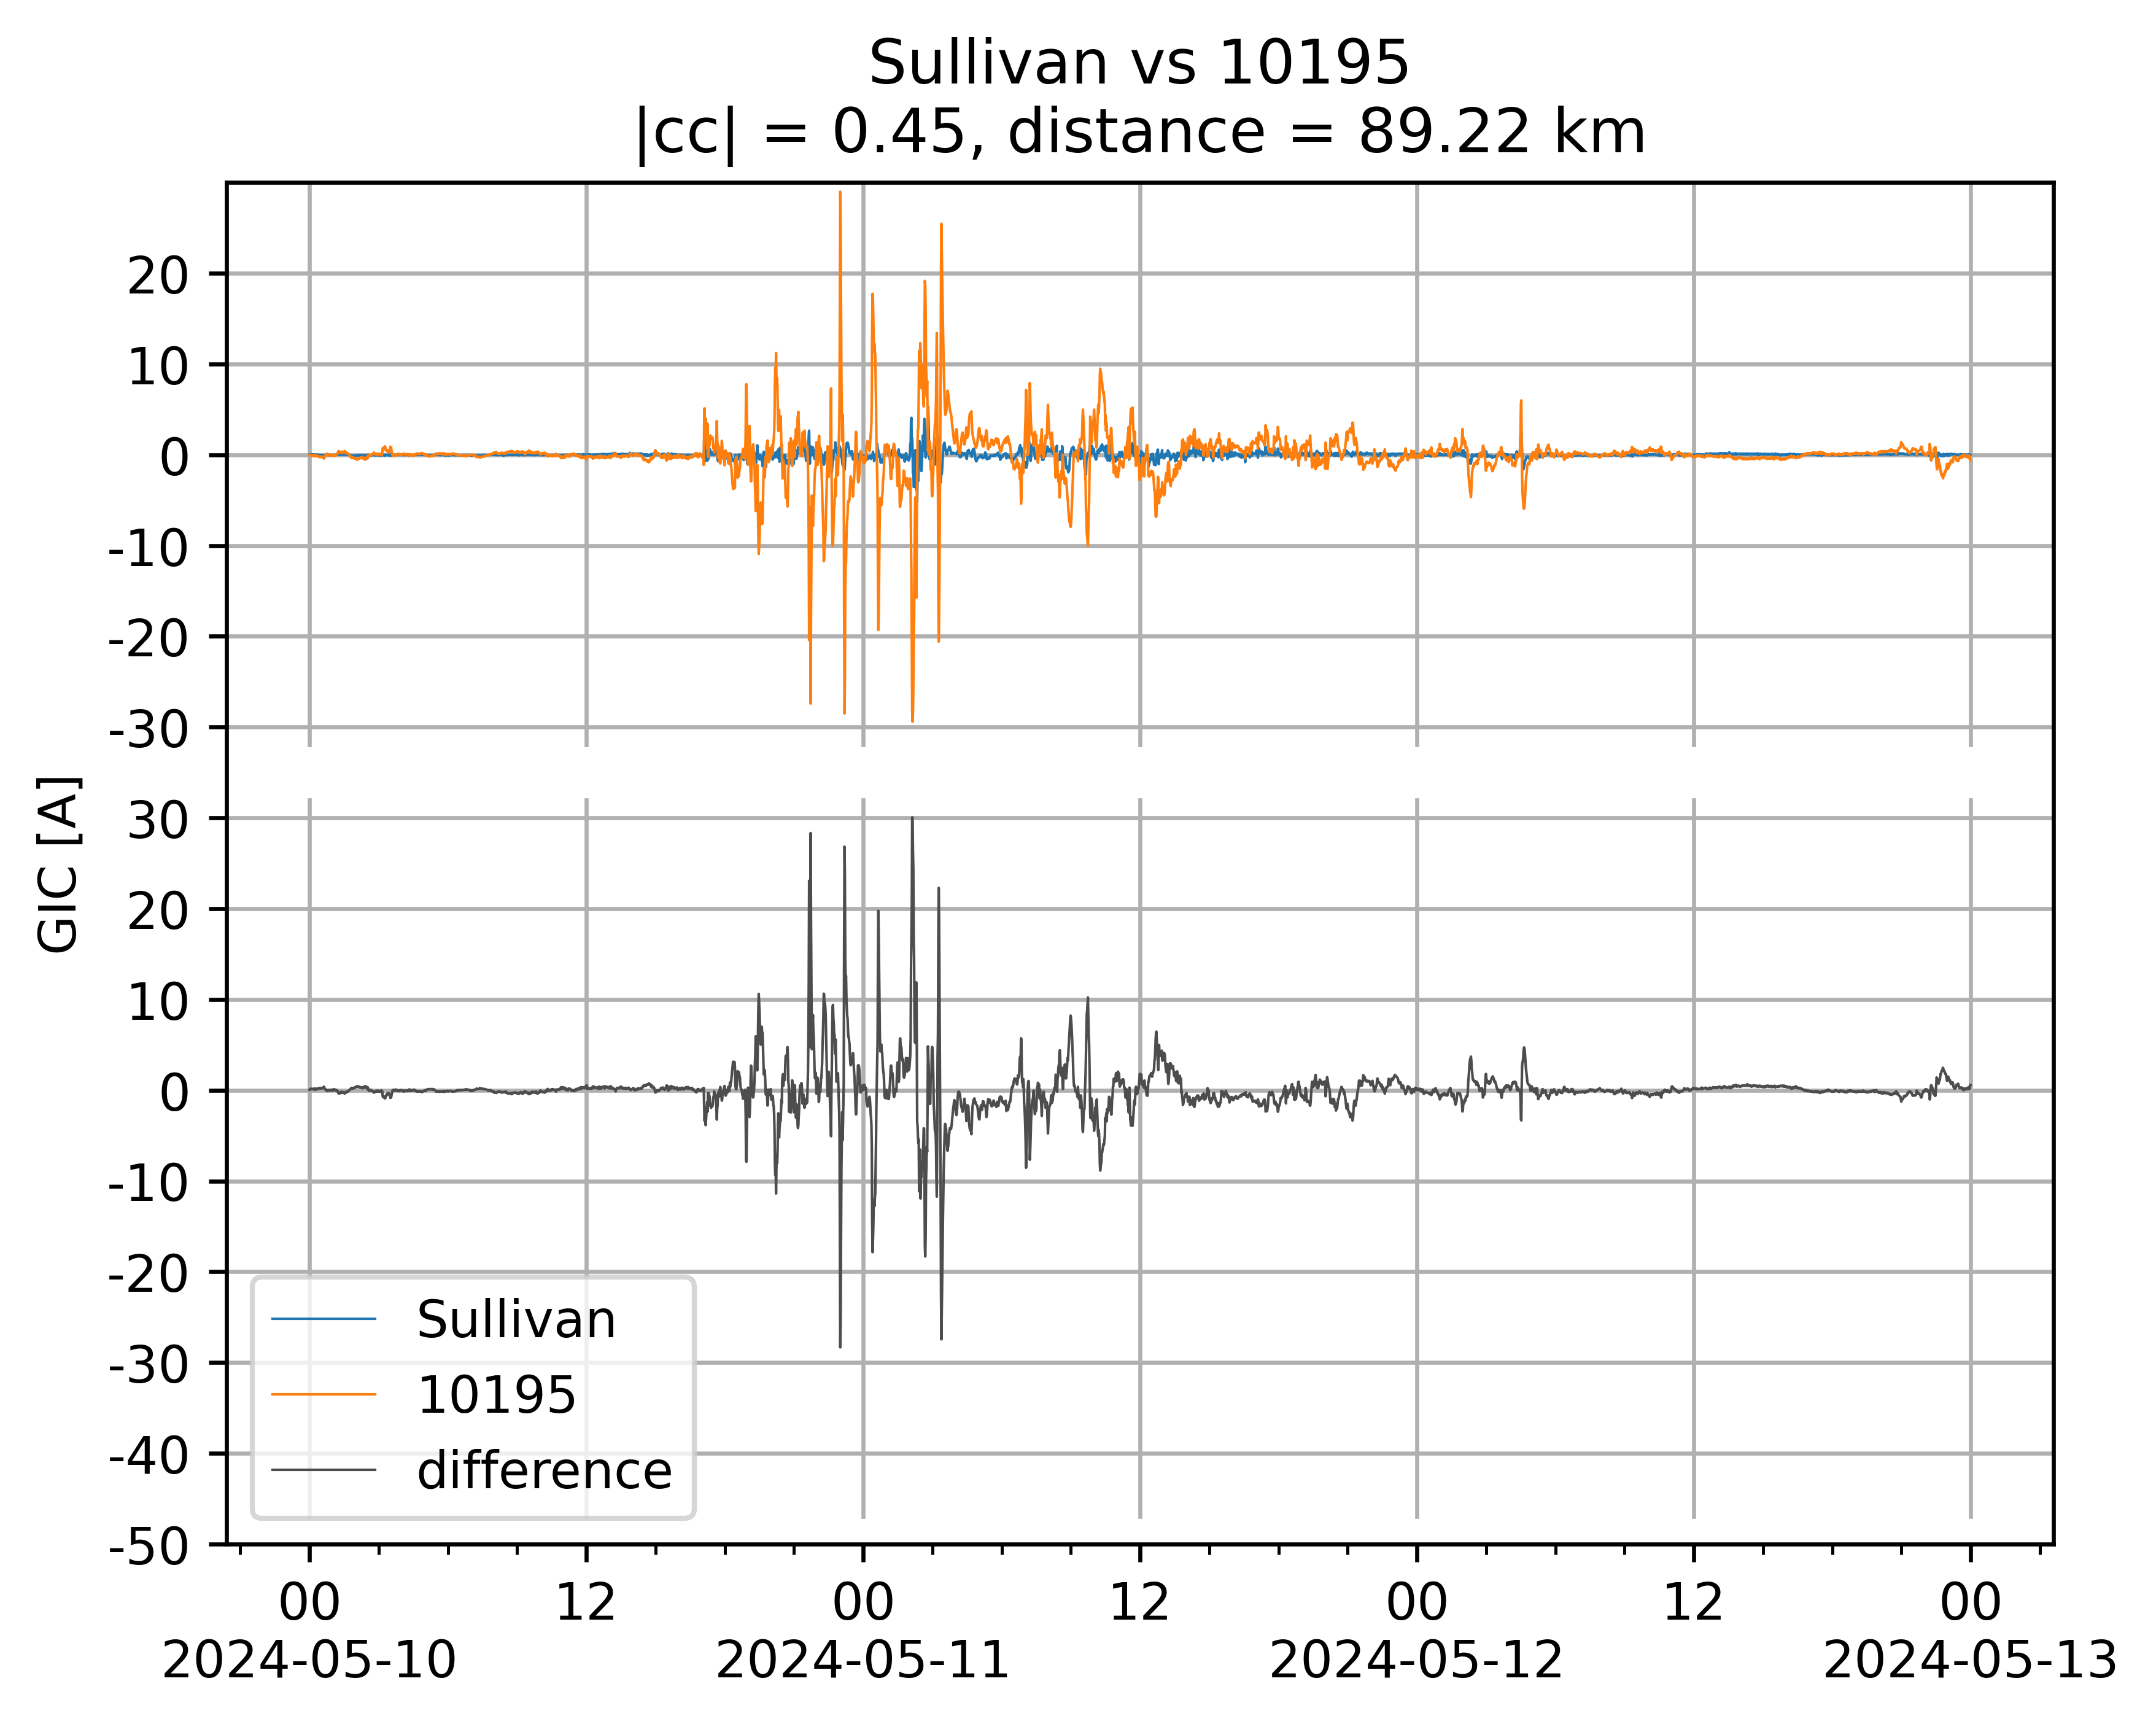 Sullivan vs 10195
|cc| = 0.45, distance = 89.22 km
GIC [A]
20
10
0
-10
-20
-30
30
20
10
0
-10
-20
-30
-40
-50
Sullivan
10195
difference
00 12 00 12 00 12 00
2024-05-10 2024-05-11 2024-05-12 2024-05-13